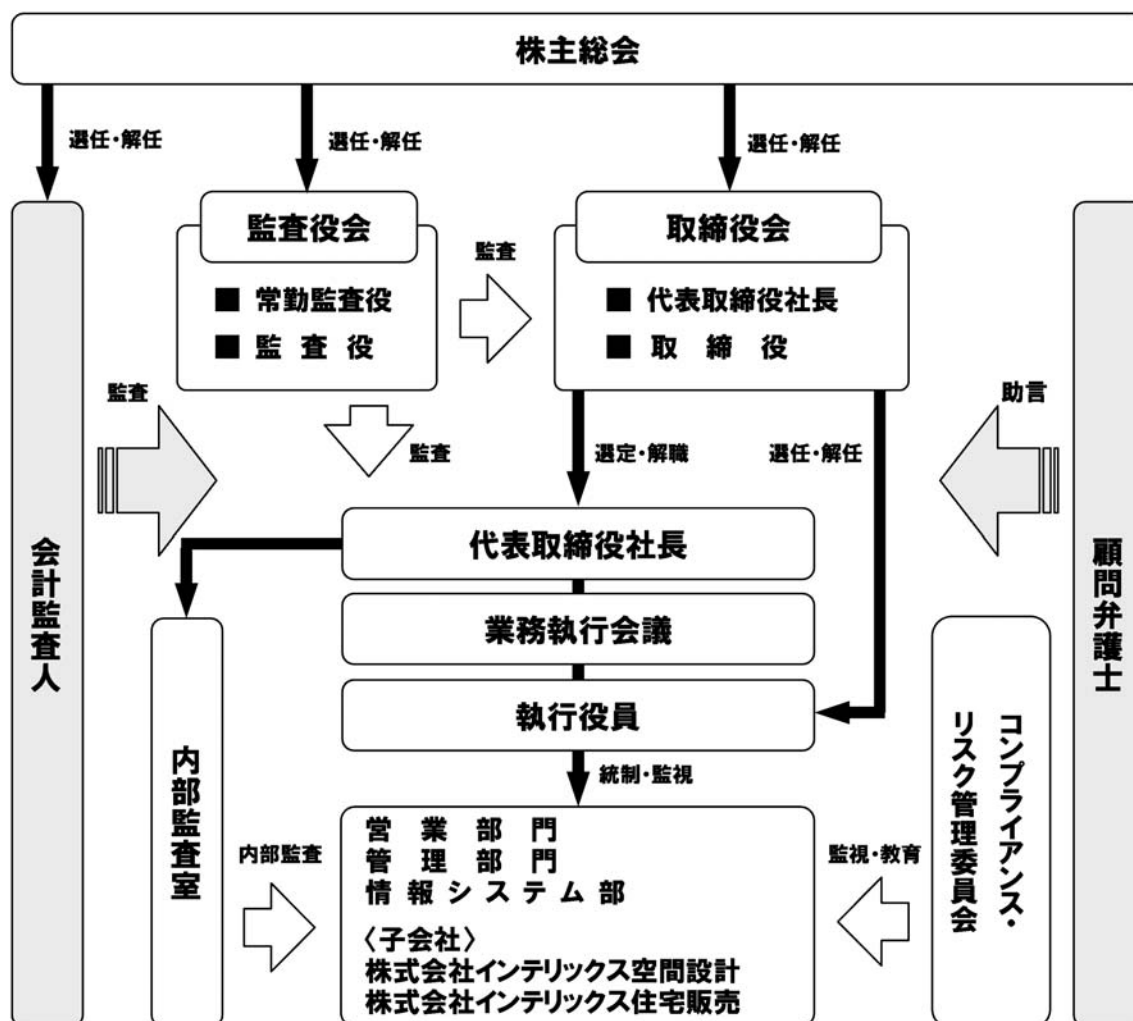 株主総会
選任・解任
選任・解任
選任・解任
監査役会
■ 常勤監査役
■ 監査役
監査
取締役会
■ 代表取締役社長
■ 取締役
監査
監査
選定・解職
選任・解任
助言
会計監査人
代表取締役社長
業務執行会議
執行役員
顧問弁護士
統制・監視
内部監査室
内部監査
営業部門
管理部門
情報システム部
〈子会社〉
株式会社インテリックス空間設計
株式会社インテリックス住宅販売
監視・教育
コンプライアンス・
リスク管理委員会